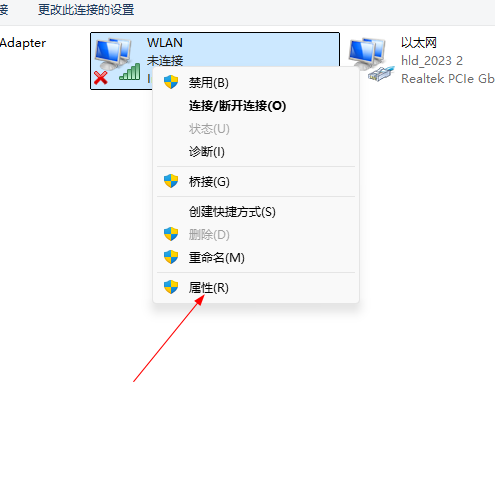 接 更改此连接的设置
Adapter
WLAN
未连接
I
以太网
hld_2023 2
Realtek PCIe Gb
禁用(B)
连接/断开连接(O)
状态(U)
诊断(I)
桥接(G)
创建快捷方式(S)
删除(D)
重命名(M)
属性(R)